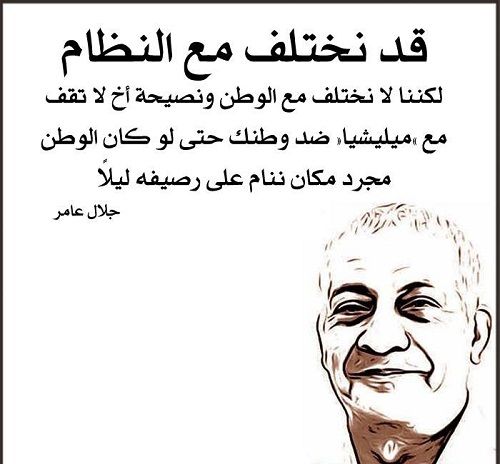 قد نختلف مع النظام
لكننا لا نختلف مع الوطن ونصيحة أخ لا تقف
مع «ميليشيا» ضد وطنك حتى لو كان الوطن
مجرد مكان ننام على رصيفه ليلاً
جلال عامر